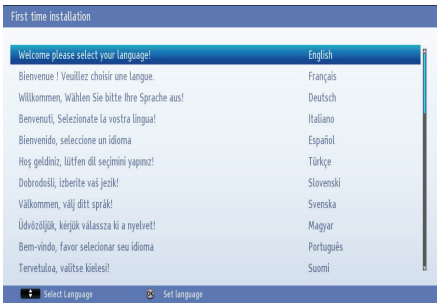 First time installation
Welcome please select your language! English
Bienvenue ! Veuillez choisir une langue. Français
Willkommen, Wählen Sie bitte Ihre Sprache aus! Deutsch
Benvenuti, Selezionate la vostra lingua! Italiano
Bienvenido, seleccione un idioma Español
Hoş geldiniz, lütfen dil seçimini yapınız! Türkçe
Dobrodošli, izberite vaš jezik! Slovenski
Välkommen, välj ditt språk! Svenska
Üdvözöljük, kérjük válassza ki a nyelvet! Magyar
Bem-vindo, favor selecionar seu idioma Português
Tervetuloa, valitse kielesi! Suomi
Select Language OK Set language